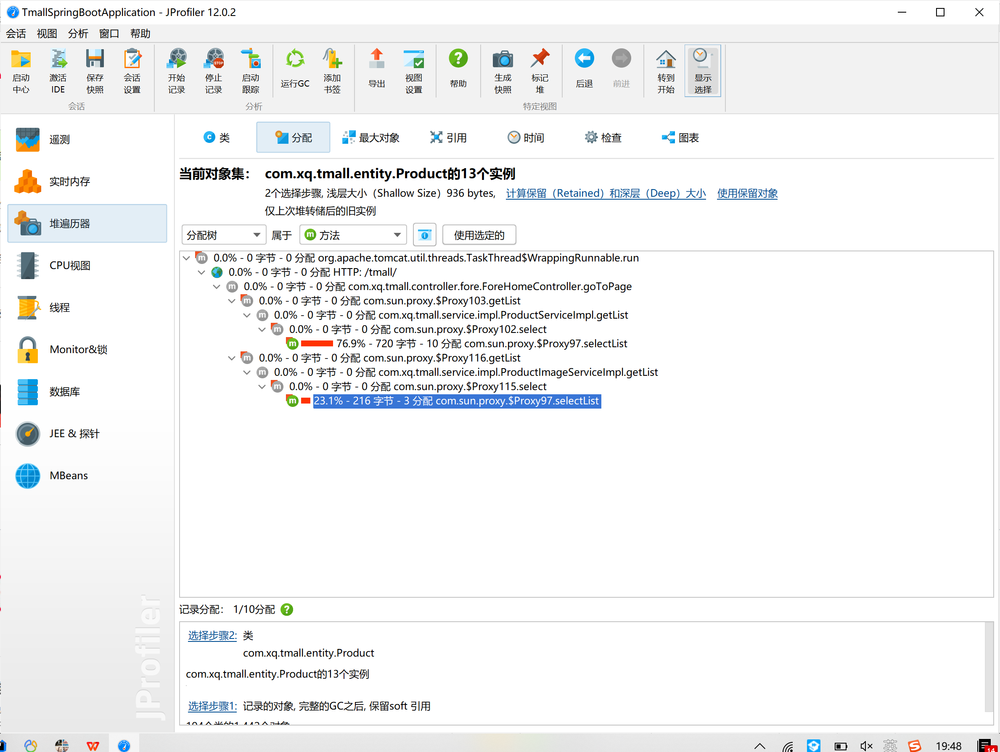 TmallSpringBootApplication - JProfiler 12.0.2
会话 视图 分析 窗口 帮助
启动中心 激活IDE 保存快照 会话设置 开始记录 停止记录 启动跟踪 运行GC 添加书签 导出 视图设置 帮助 生成快照 标记堆 后退 前进 转到开始 显示选择
STOP
会话 分析 特定视图
遥测
实时内存
堆遍历器
CPU视图
线程
Monitor&锁
数据库
JEE & 探针
MBeans
JProfiler
类 分配 最大对象 引用 时间 检查 图表
当前对象集： com.xq.tmall.entity.Product的13个实例
2个选择步骤, 浅层大小（Shallow Size）936 bytes, 计算保留（Retained）和深层（Deep）大小 使用保留对象
仅上次堆转储后的旧实例
分配树 属于 方法 使用选定的
0.0% - 0 字节 - 0 分配 org.apache.tomcat.util.threads.TaskThread$WrappingRunnable.run
0.0% - 0 字节 - 0 分配 HTTP: /tmall/
0.0% - 0 字节 - 0 分配 com.xq.tmall.controller.fore.ForeHomeController.goToPage
0.0% - 0 字节 - 0 分配 com.sun.proxy.$Proxy103.getList
0.0% - 0 字节 - 0 分配 com.xq.tmall.service.impl.ProductServiceImpl.getList
0.0% - 0 字节 - 0 分配 com.sun.proxy.$Proxy102.select
76.9% - 720 字节 - 10 分配 com.sun.proxy.$Proxy97.selectList
0.0% - 0 字节 - 0 分配 com.sun.proxy.$Proxy116.getList
0.0% - 0 字节 - 0 分配 com.xq.tmall.service.impl.ProductImageServiceImpl.getList
0.0% - 0 字节 - 0 分配 com.sun.proxy.$Proxy115.select
23.1% - 216 字节 - 3 分配 com.sun.proxy.$Proxy97.selectList
记录分配： 1/10分配
选择步骤2: 类
com.xq.tmall.entity.Product
com.xq.tmall.entity.Product的13个实例
选择步骤1: 记录的对象, 完整的GC之后, 保留soft 引用
英 19:48 14